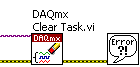 DAQmx
Clear Task.vi
DAQmx
Error
?!